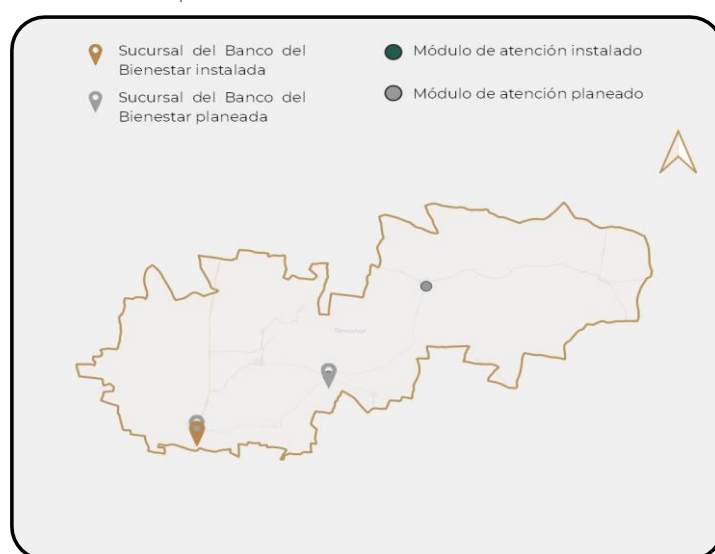 Sucursal del Banco del
Bienestar instalada
Sucursal del Banco del
Bienestar planeada
Módulo de atención instalado
Módulo de atención planeado